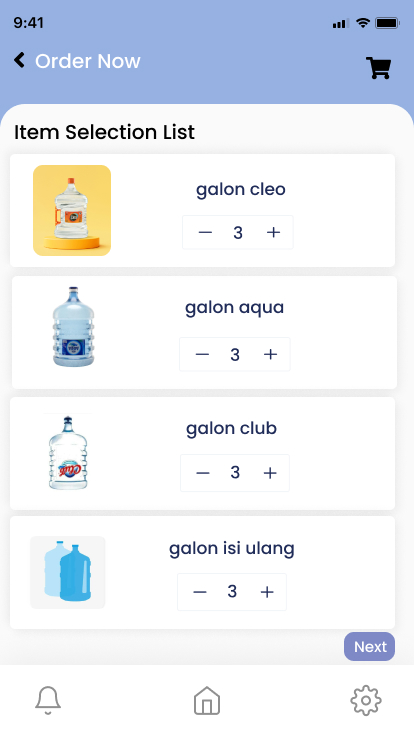 9:41
Order Now
Item Selection List
galon cleo
3
galon aqua
3
galon club
3
Club
galon isi ulang
3
Next